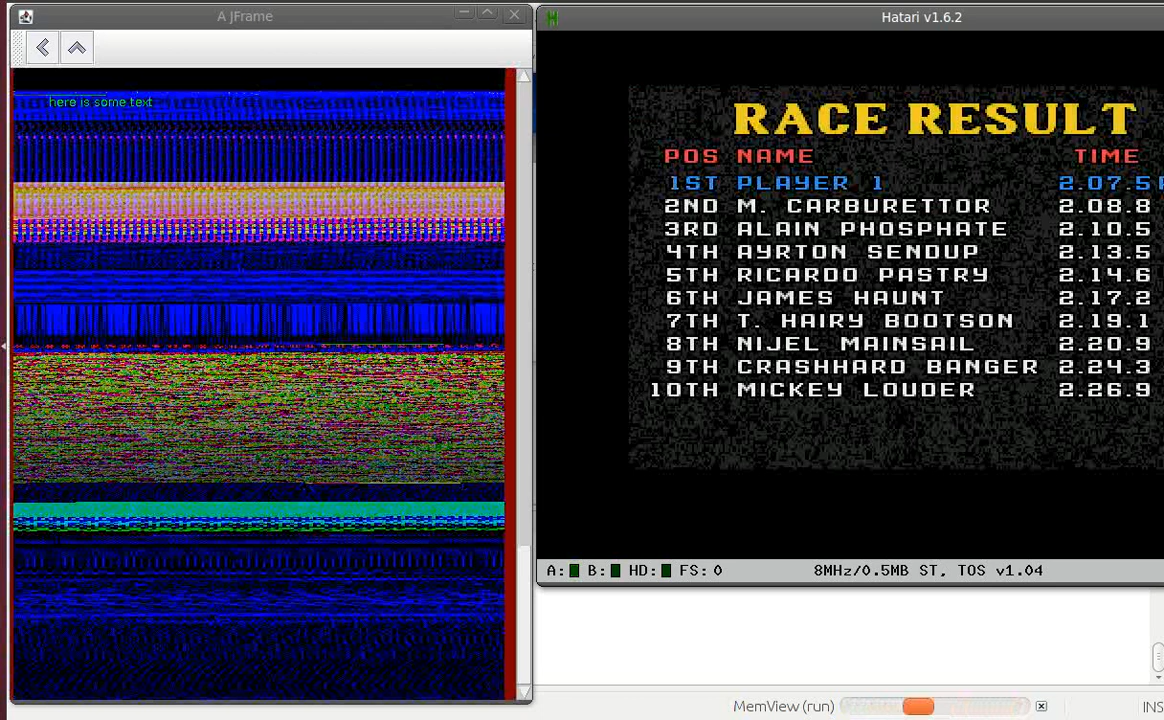 A JFrame
here is some text
Hatari v1.6.2
RACE RESULT
POS NAME TIME
1ST PLAYER 1 2.07.5
2ND M. CARBURETTOR 2.08.8
3RD ALAIN PHOSPHATE 2.10.5
4TH AYRTON SENDUP 2.13.5
5TH RICARDO PASTRY 2.14.6
6TH JAMES HAUNT 2.17.2
7TH T. HAIRY BOOTSON 2.19.1
8TH NIJEL MAINSAIL 2.20.9
9TH CRASHHARD BANGER 2.24.3
10TH MICKEY LOUDER 2.26.9
A: B: HD: FS: 0 8MHz/0.5MB ST, TOS v1.04
MemView (run) INS